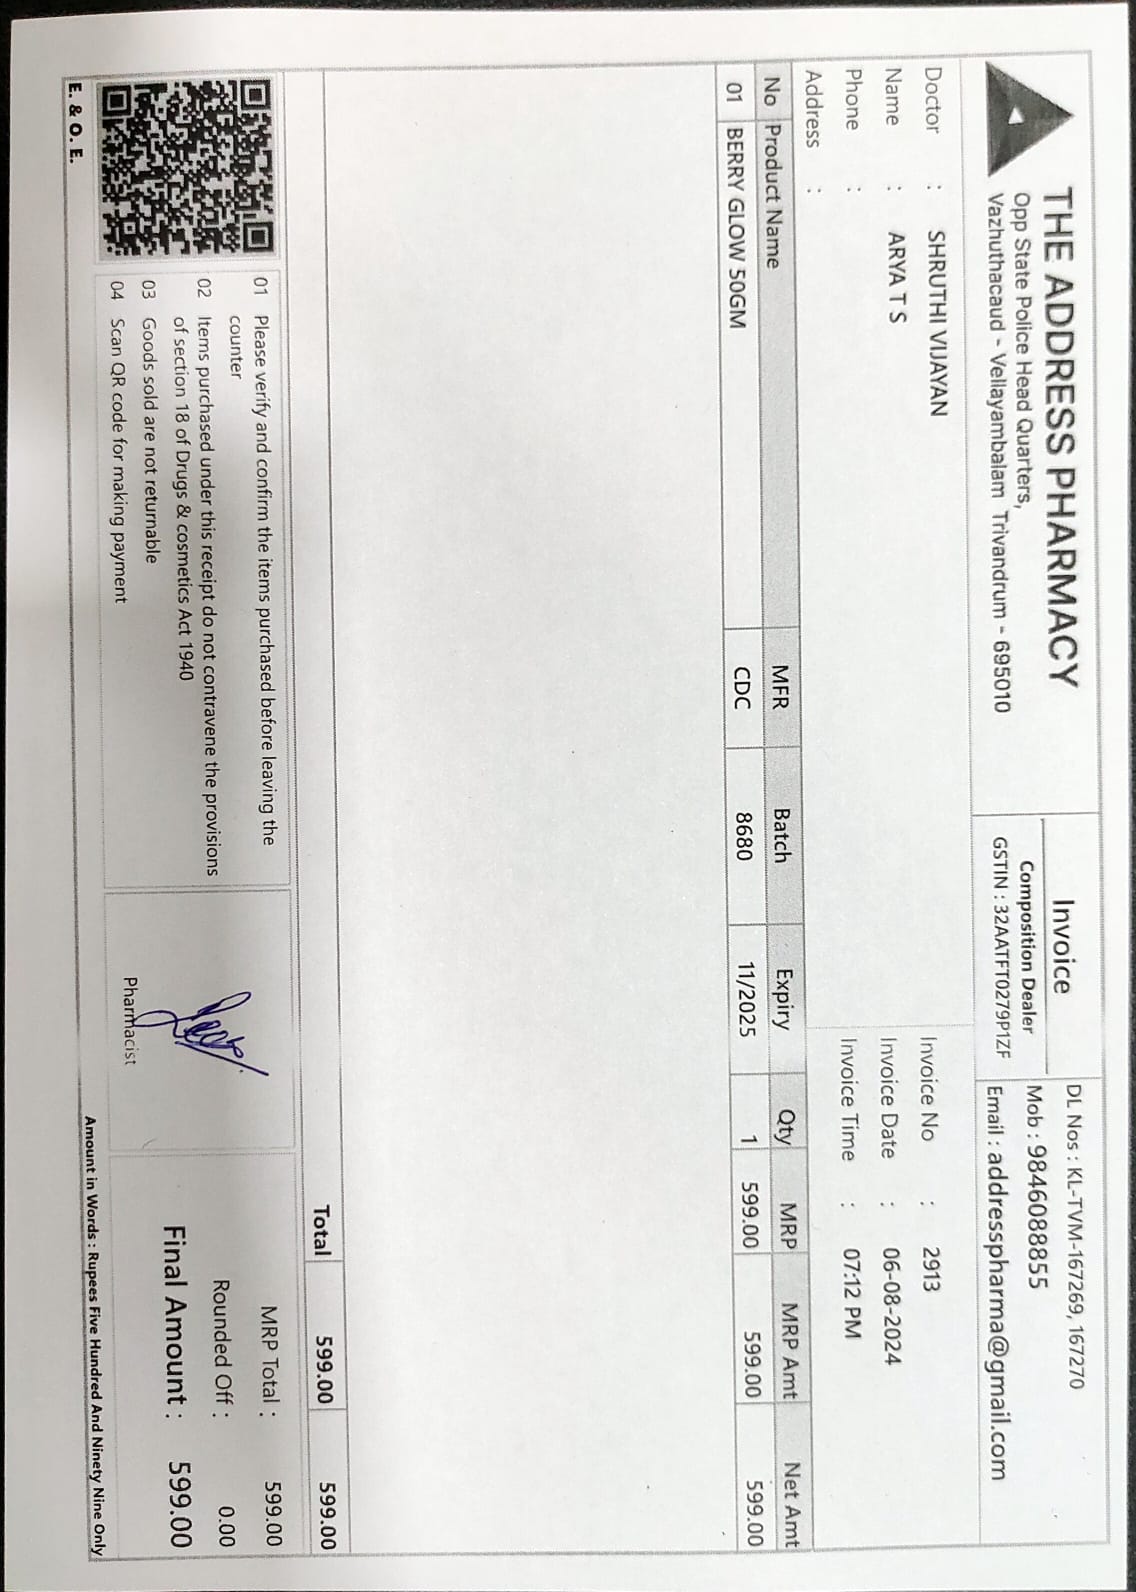 THE ADDRESS PHARMACY
Opp State Police Head Quarters,
Vazhuthacaud - Vellayambalam Trivandrum - 695010
Invoice
Composition Dealer
GSTIN : 32AATFT0279P1ZF
DL Nos : KL-TVM-167269, 167270
Mob : 9846088855
Email : addresspharma@gmail.com
Doctor : SHRUTHI VIJAYAN
Name : ARYA T S
Phone :
Address :
Invoice No : 2913
Invoice Date : 06-08-2024
Invoice Time : 07:12 PM
No Product Name MFR Batch Expiry Qty MRP MRP Amt Net Amt
01 BERRY GLOW 50GM CDC 8680 11/2025 1 599.00 599.00 599.00
Total 599.00 599.00
01 Please verify and confirm the items purchased before leaving the
counter
02 Items purchased under this receipt do not contravene the provisions
of section 18 of Drugs & cosmetics Act 1940
03 Goods sold are not returnable
04 Scan QR code for making payment
E. & O. E.
Pharmacist
MRP Total : 599.00
Rounded Off : 0.00
Final Amount : 599.00
Amount in Words : Rupees Five Hundred And Ninety Nine Only